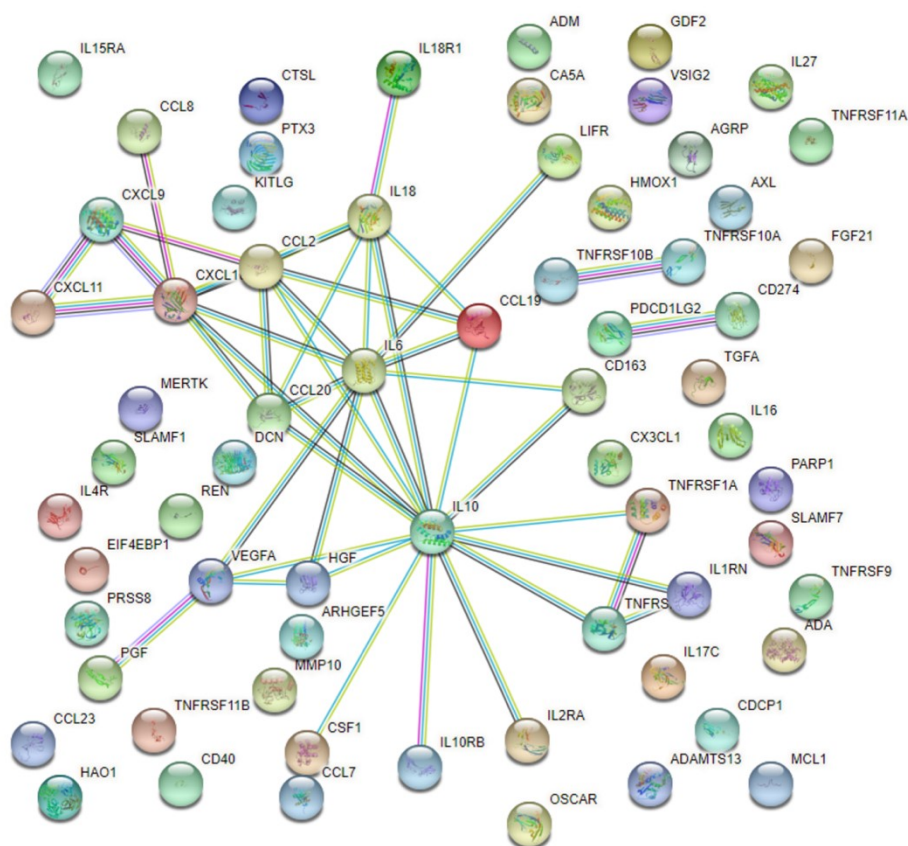 ADM
GDF2
IL15RA
IL18R1
CTSL
CA5A
VSIG2
IL27
CCL8
TNFRSF11A
PTX3
LIFR
AGRP
KITLG
HMOX1
AXL
CXCL9
IL18
CCL2
TNFRSF10B
TNFRSF10A
FGF21
CXCL11
CXCL1
CCL19
PDCD1LG2
CD274
IL6
CD163
TGFA
MERTK
CCL20
SLAMF1
DCN
CX3CL1
IL16
IL4R
REN
IL10
TNFRSF1A
PARP1
EIF4EBP1
VEGFA
HGF
SLAMF7
IL1RN
TNFRSF9
PRSS8
ARHGEF5
TNFRS
ADA
PGF
MMP10
IL17C
CCL23
TNFRSF11B
CSF1
IL10RB
IL2RA
CDCP1
HAO1
CD40
CCL7
ADAMTS13
MCL1
OSCAR